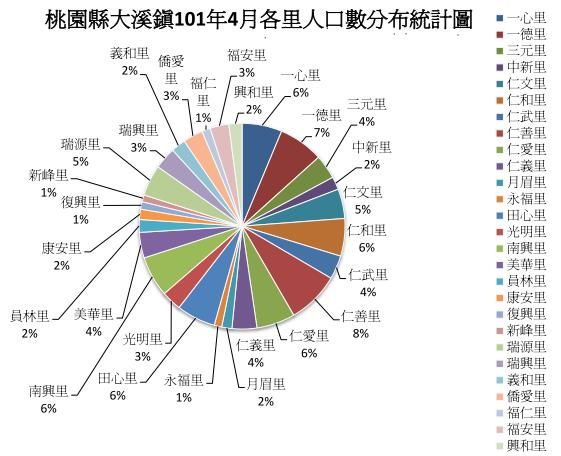 桃園縣大溪鎮101年4月各里人口數分布統計圖
一心里
6%
一德里
7%
三元里
4%
中新里
2%
仁文里
5%
仁和里
6%
仁武里
4%
仁善里
8%
仁愛里
6%
仁義里
4%
月眉里
2%
永福里
1%
田心里
6%
光明里
3%
南興里
6%
美華里
4%
員林里
2%
康安里
2%
復興里
1%
新峰里
1%
瑞源里
5%
瑞興里
3%
義和里
2%
僑愛
里
3%
福仁
里
1%
福安里
3%
興和里
2%
一心里
一德里
三元里
中新里
仁文里
仁和里
仁武里
仁善里
仁愛里
仁義里
月眉里
永福里
田心里
光明里
南興里
美華里
員林里
康安里
復興里
新峰里
瑞源里
瑞興里
義和里
僑愛里
福仁里
福安里
興和里